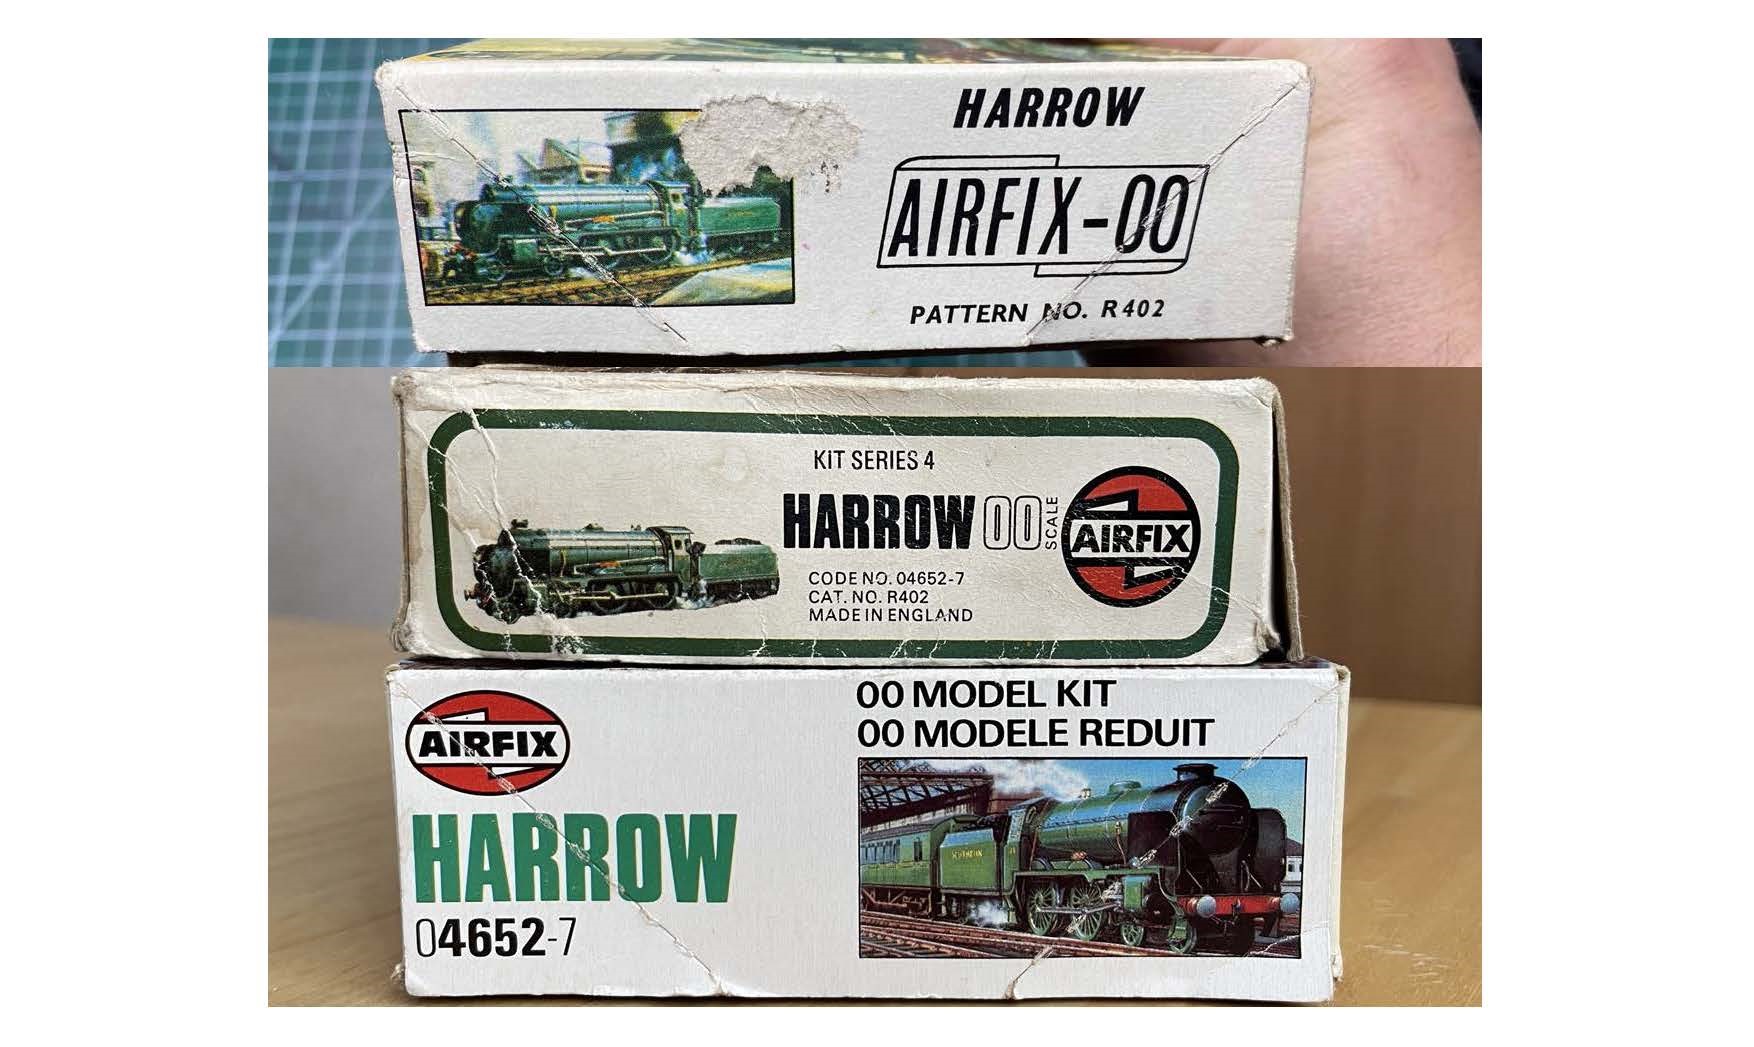 HARROW
AIRFIX-00
PATTERN NO. R402
KIT SERIES 4
HARROW 00 SCALE
AIRFIX
CODE NO. 04652-7
CAT. NO. R402
MADE IN ENGLAND
AIRFIX
00 MODEL KIT
00 MODELE REDUIT
HARROW
SOUTHERN
04652-7